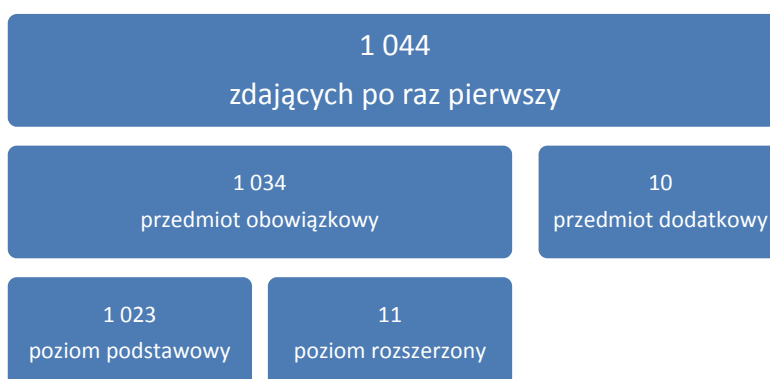 1 044
zdających po raz pierwszy
1 034
przedmiot obowiązkowy
10
przedmiot dodatkowy
1 023
poziom podstawowy
11
poziom rozszerzony